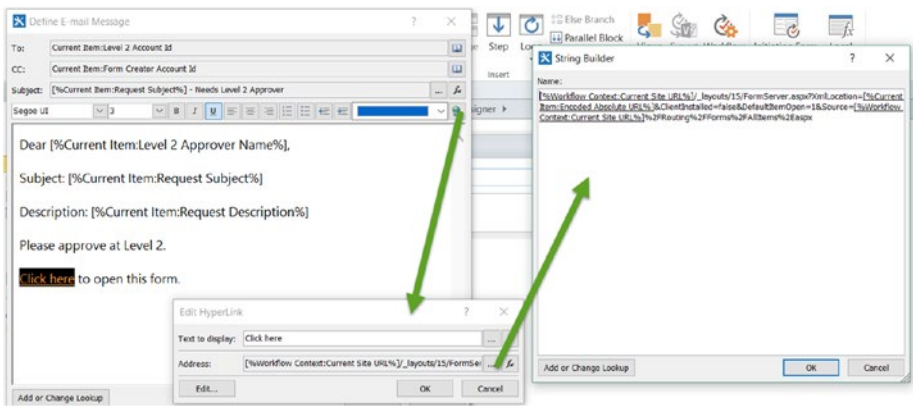 Define E-mail Message
? ×
To: Current Item:Level 2 Account Id
CC: Current Item:Form Creator Account Id
Subject: [%Current Item:Request Subject%] - Needs Level 2 Approver ... fx
Segoe UI 3 B I U
Dear [%Current Item:Level 2 Approver Name%],
Subject: [%Current Item:Request Subject%]
Description: [%Current Item:Request Description%]
Please approve at Level 2.
Click here to open this form.
Add or Change Lookup
Edit HyperLink
? ×
Text to display: Click here ...
Address: [%Workflow Context:Current Site URL%]/_layouts/15/FormSer ... fx
Edit... OK Cancel
Else Branch
Parallel Block
Step
Insert
String Builder
? ×
Name:
[%Workflow Context:Current Site URL%]/_layouts/15/FormServer.aspx?XmlLocation=[%Current
Item:Encoded Absolute URL%]&ClientInstalled=false&DefaultItemOpen=1&Source=[%Workflow
Context:Current Site URL%]%2FRouting%2FForms%2FAllItems%2Easpx
Add or Change Lookup OK Cancel